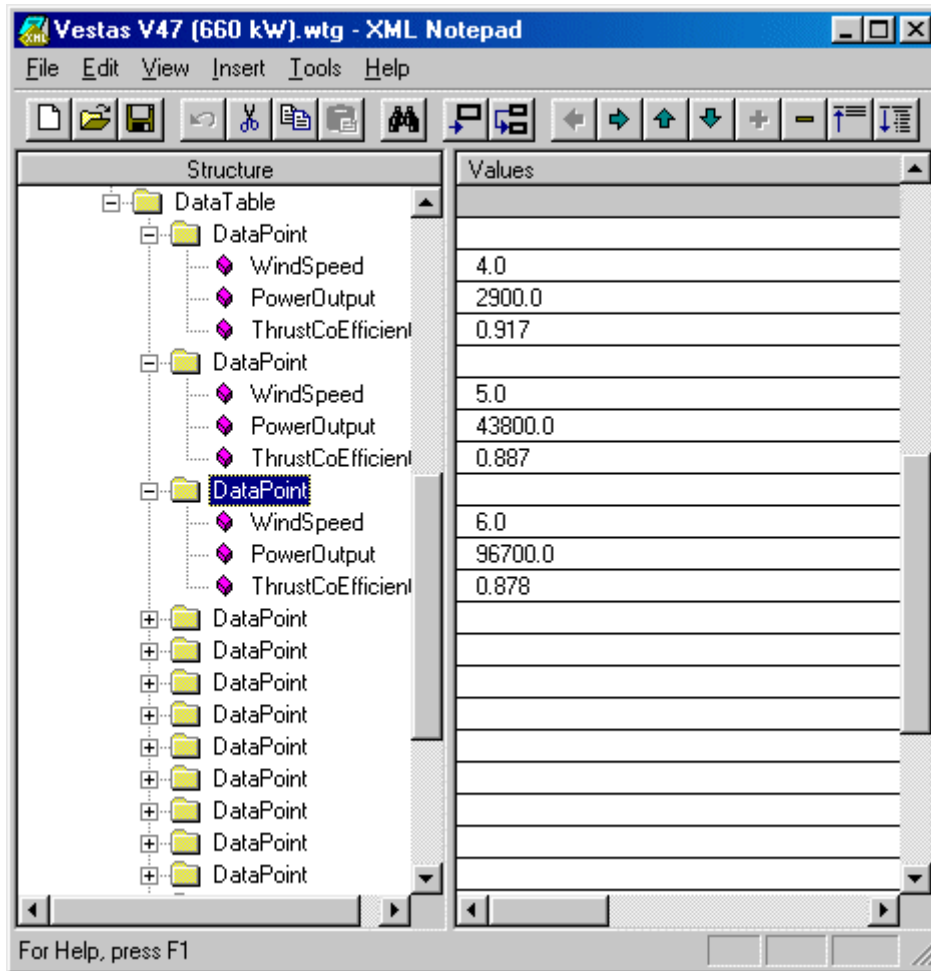 Vestas V47 (660 kW).wtg - XML Notepad
File Edit View Insert Tools Help
Structure Values
DataTable
DataPoint
WindSpeed 4.0
PowerOutput 2900.0
ThrustCoEfficient 0.917
DataPoint
WindSpeed 5.0
PowerOutput 43800.0
ThrustCoEfficient 0.887
DataPoint
WindSpeed 6.0
PowerOutput 96700.0
ThrustCoEfficient 0.878
DataPoint
DataPoint
DataPoint
DataPoint
DataPoint
DataPoint
DataPoint
DataPoint
DataPoint
For Help, press F1